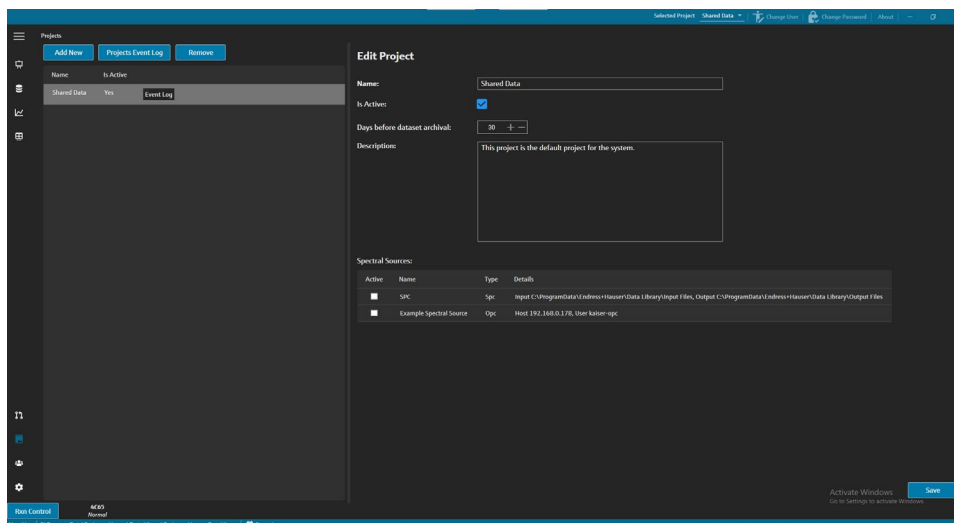 Selected Project Shared Data Change User Change Password About
Projects
Add New Projects Event Log Remove
Name Is Active
Shared Data Yes Event Log
Edit Project
Name: Shared Data
Is Active:
Days before dataset archival: 30
Description: This project is the default project for the system.
Spectral Sources:
Active Name Type Details
SPC Spc Input C:\ProgramData\Endress+Hauser\Data Library\Input Files, Output C:\ProgramData\Endress+Hauser\Data Library\Output Files
Example Spectral Source Opc Host 192.168.0.178, User kaiser-opc
Activate Windows
Go to Settings to activate Windows.
Save
Rxn Control
4C65
Normal